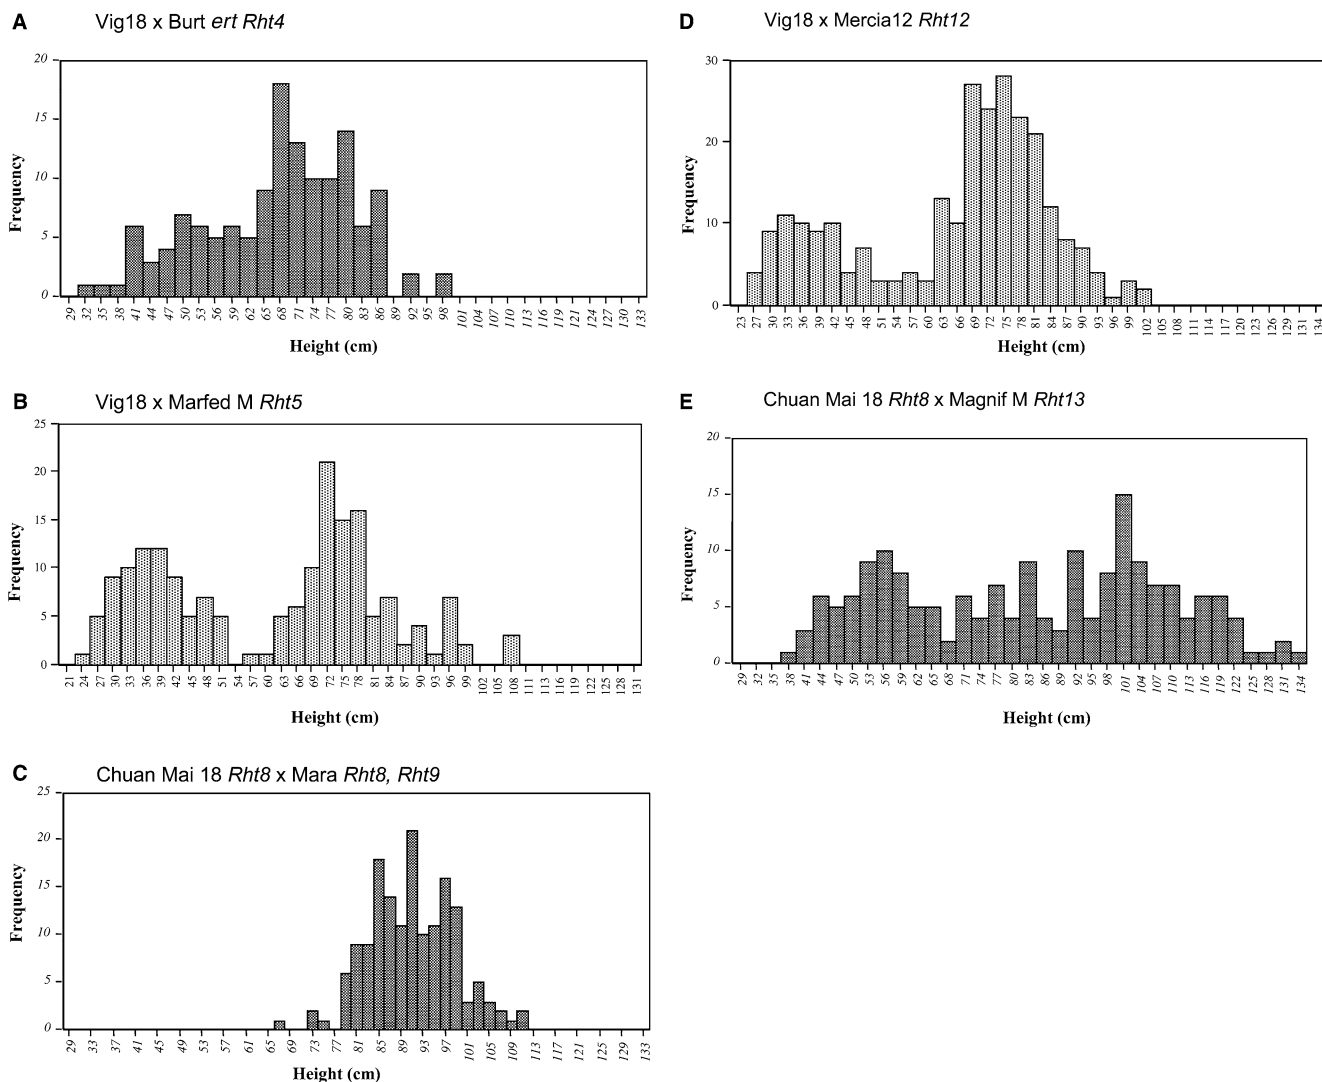 A Vig18 x Burt ert Rht4
20
15
10
5
0
Frequency
29 32 35 38 41 44 47 50 53 56 59 62 65 68 71 74 77 80 83 86 89 92 95 98 101 104 107 110 113 116 119 121 124 127 130 133
Height (cm)
B Vig18 x Marfed M Rht5
25
20
15
10
5
0
Frequency
21 24 27 30 33 36 39 42 45 48 51 54 57 60 63 66 69 72 75 78 81 84 87 90 93 96 99 102 105 108 111 113 116 119 122 125 128 131
Height (cm)
C Chuan Mai 18 Rht8 x Mara Rht8, Rht9
25
20
15
10
5
0
Frequency
29 33 37 41 45 49 53 57 61 65 69 73 77 81 85 89 93 97 101 105 109 113 117 121 125 129 133
Height (cm)
D Vig18 x Mercia12 Rht12
30
20
10
0
Frequency
23 27 30 33 36 39 42 45 48 51 54 57 60 63 66 69 72 75 78 81 84 87 90 93 96 99 102 105 108 111 114 117 120 123 126 129 131 134
Height (cm)
E Chuan Mai 18 Rht8 x Magnif M Rht13
20
15
10
5
0
Frequency
29 32 35 38 41 44 47 50 53 56 59 62 65 68 71 74 77 80 83 86 89 92 95 98 101 104 107 110 113 116 119 122 125 128 131 134
Height (cm)